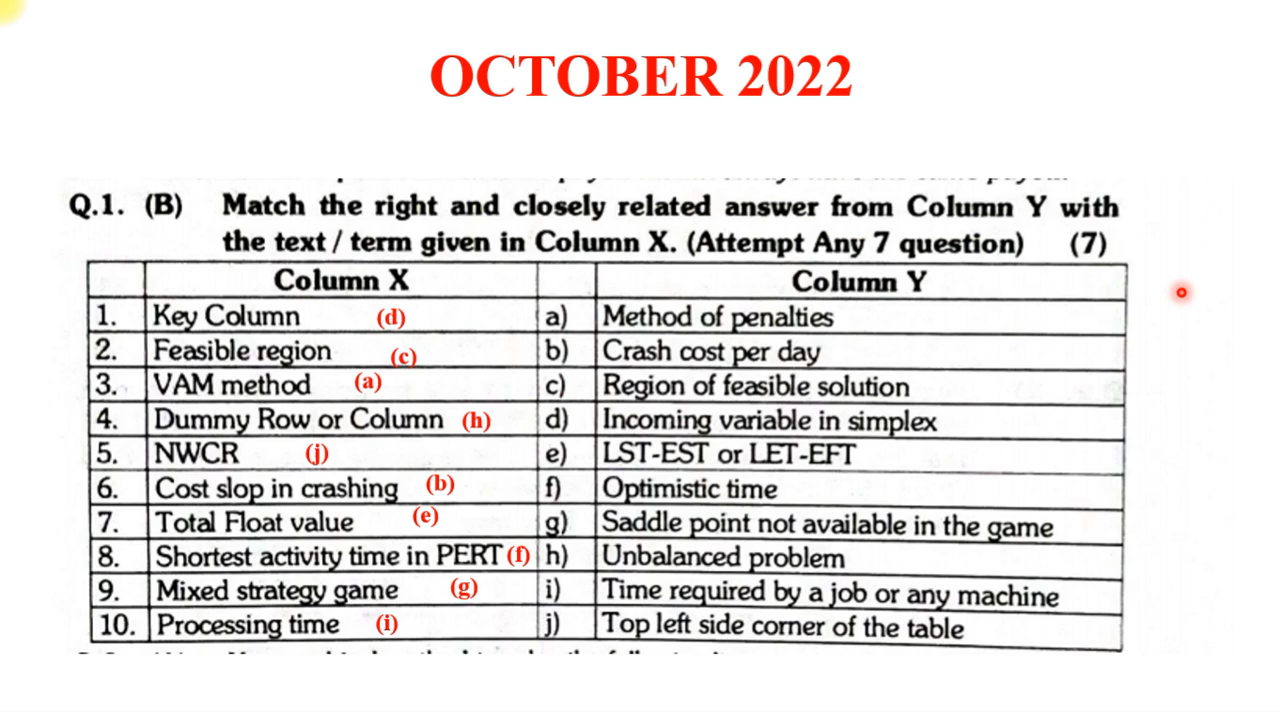 OCTOBER 2022
Q.1. (B) Match the right and closely related answer from Column Y with
the text / term given in Column X. (Attempt Any 7 question) (7)
Column X Column Y
1. Key Column (d) a) Method of penalties
2. Feasible region (c) b) Crash cost per day
3. VAM method (a) c) Region of feasible solution
4. Dummy Row or Column (h) d) Incoming variable in simplex
5. NWCR (j) e) LST-EST or LET-EFT
6. Cost slop in crashing (b) f) Optimistic time
7. Total Float value (e) g) Saddle point not available in the game
8. Shortest activity time in PERT (f) h) Unbalanced problem
9. Mixed strategy game (g) i) Time required by a job or any machine
10. Processing time (i) j) Top left side corner of the table